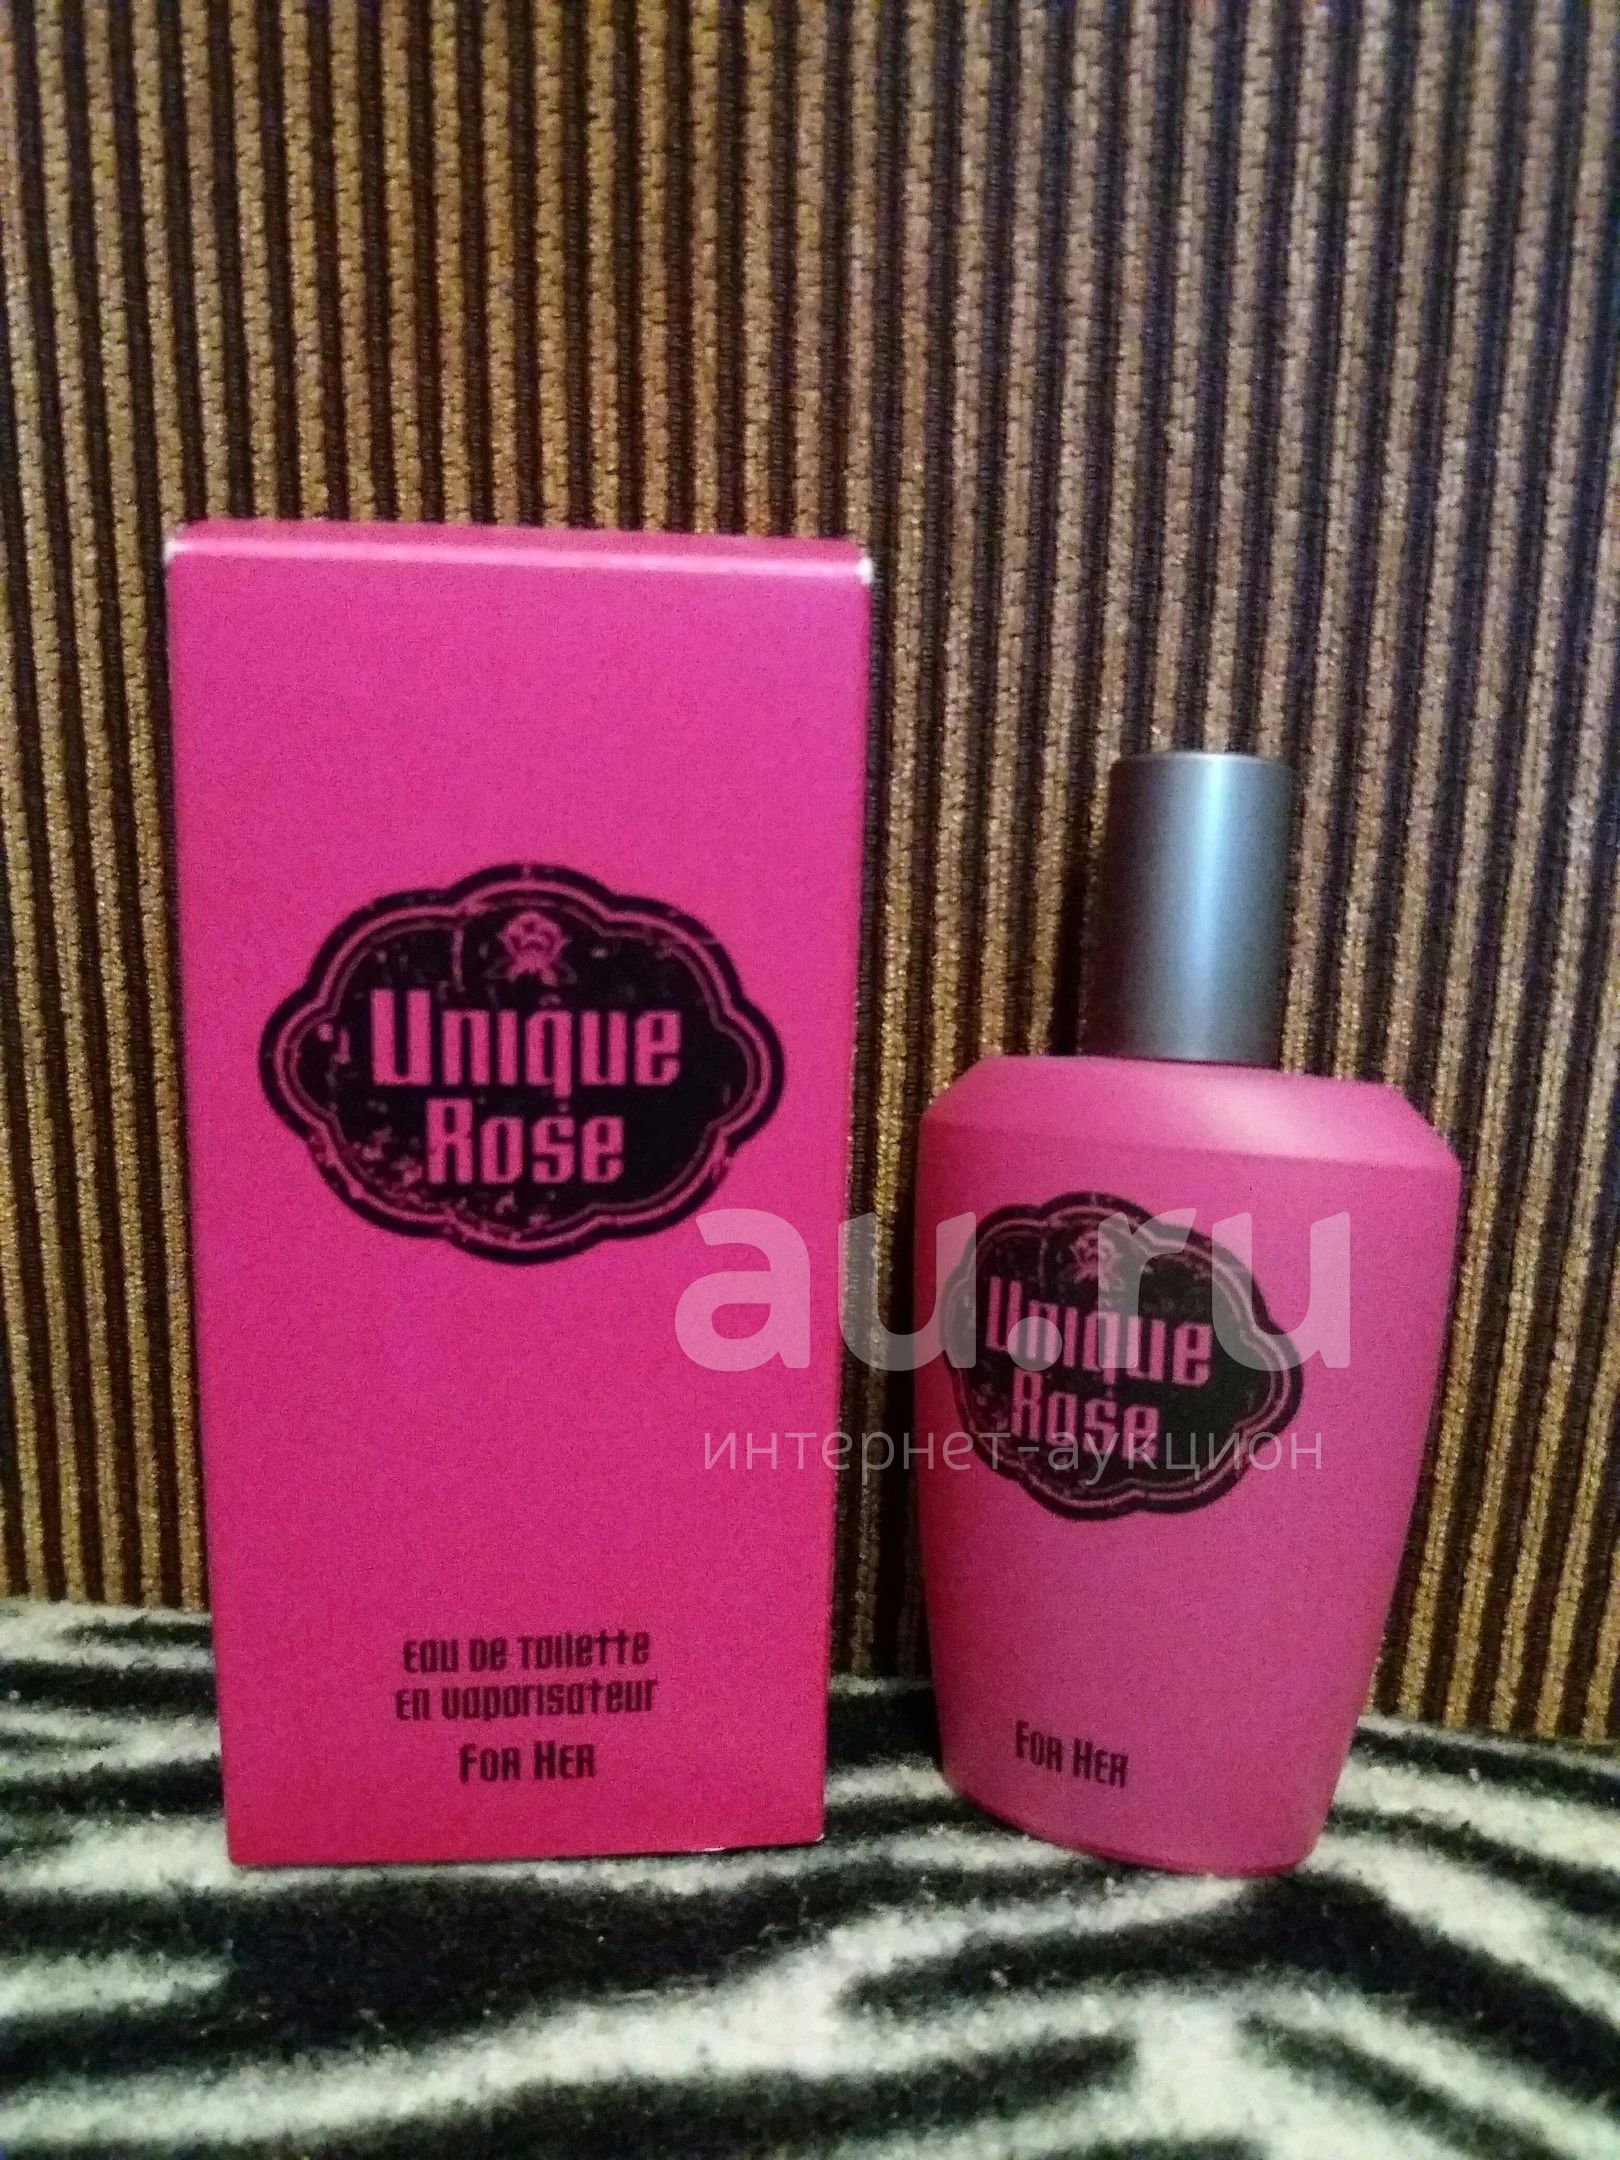 Unique
Rose
Eau de Toilette
en vaporisateur
For Her
Unique
Rose
For Her
au.ru
интернет-аукцион